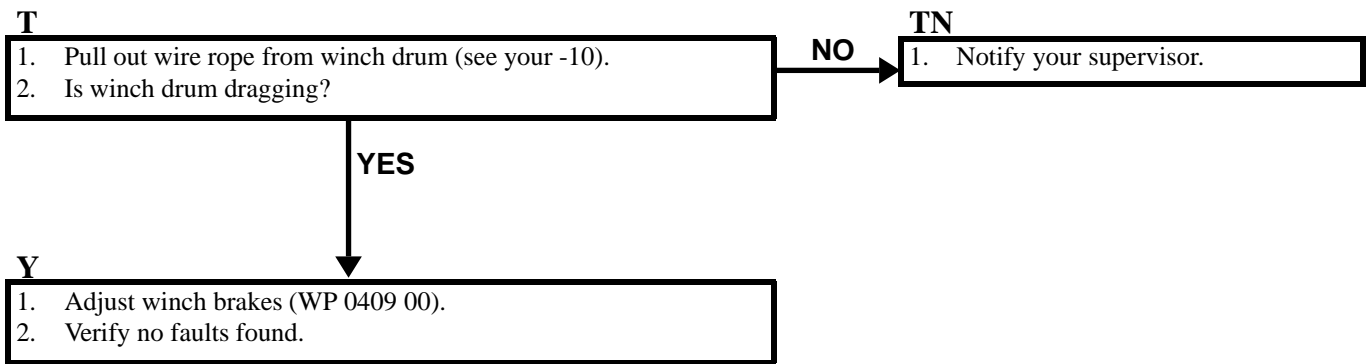 T
1. Pull out wire rope from winch drum (see your -10).
2. Is winch drum dragging?
NO
TN
1. Notify your supervisor.
YES
Y
1. Adjust winch brakes (WP 0409 00).
2. Verify no faults found.